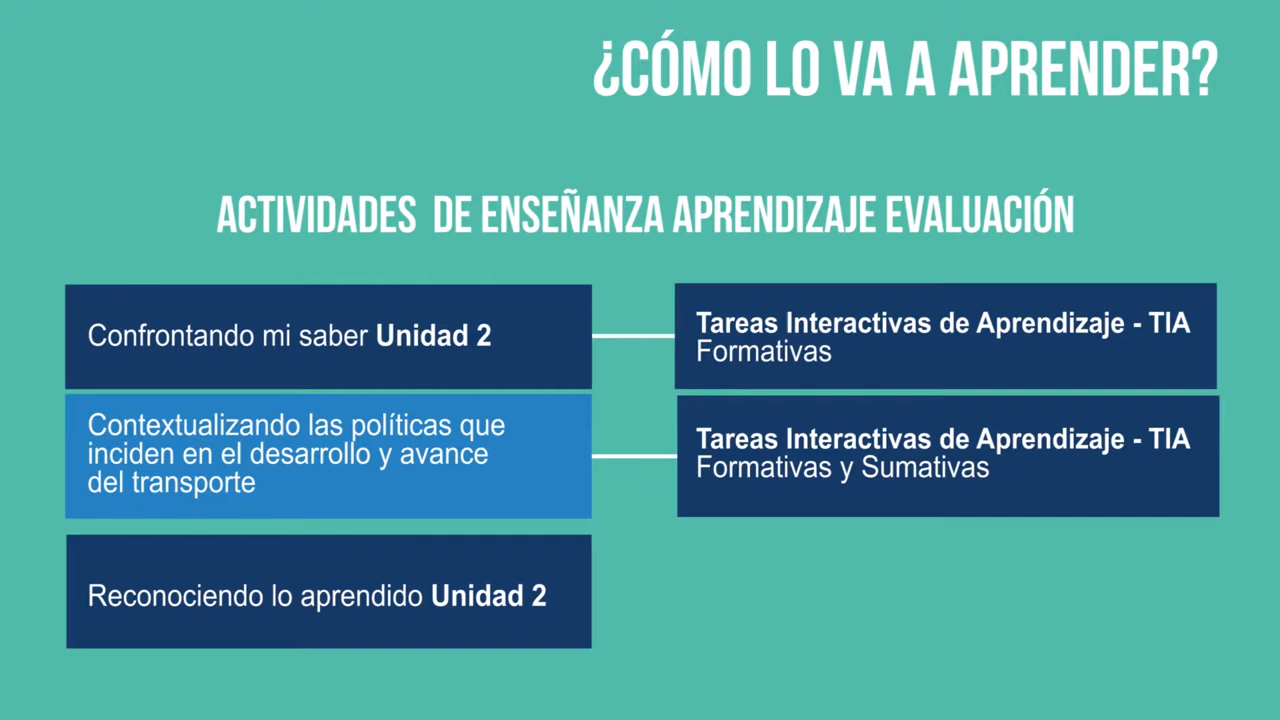 ¿CÓMO LO VA A APRENDER?
ACTIVIDADES DE ENSEÑANZA APRENDIZAJE EVALUACIÓN
Confrontando mi saber Unidad 2
Tareas Interactivas de Aprendizaje - TIA
Formativas
Contextualizando las políticas que
inciden en el desarrollo y avance
del transporte
Tareas Interactivas de Aprendizaje - TIA
Formativas y Sumativas
Reconociendo lo aprendido Unidad 2